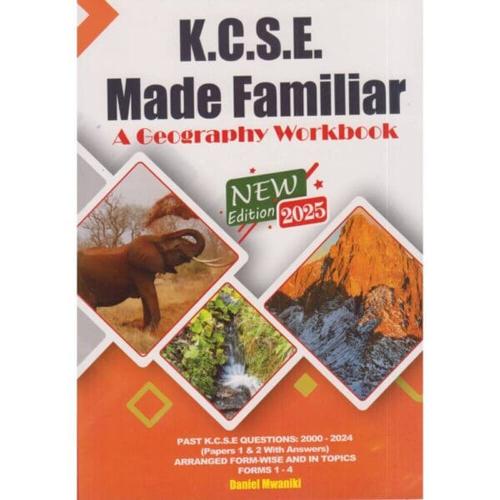 K.C.S.E.
Made Familiar
A Geography Workbook
NEW
Edition 2025
PAST K.C.S.E QUESTIONS: 2000 - 2024
(Papers 1 & 2 With Answers)
ARRANGED FORM-WISE AND IN TOPICS
FORMS 1 - 4
Daniel Mwaniki